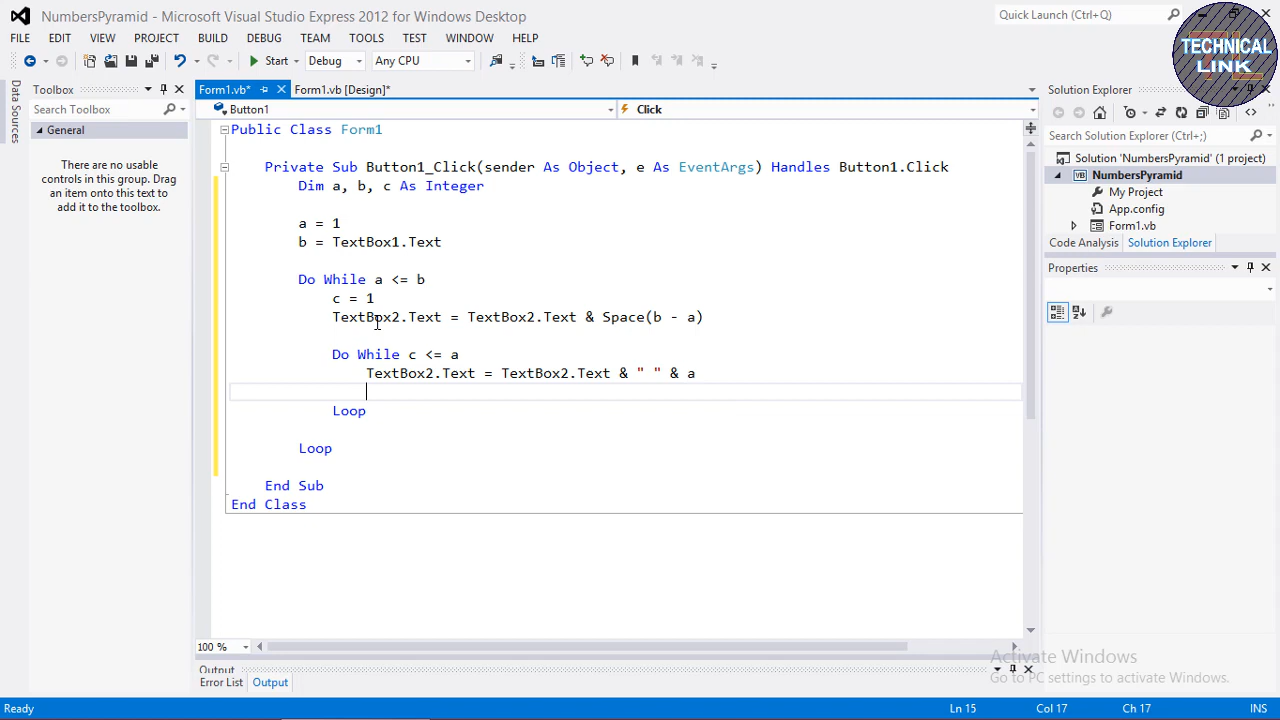 NumbersPyramid - Microsoft Visual Studio Express 2012 for Windows Desktop
Quick Launch (Ctrl+Q)
TECHNICAL
LINK
FILE EDIT VIEW PROJECT BUILD DEBUG TEAM TOOLS TEST WINDOW HELP
Start Debug Any CPU
Data Sources
Toolbox
Search Toolbox
General
There are no usable
controls in this group. Drag
an item onto this text to
add it to the toolbox.
Form1.vb* Form1.vb [Design]*
Button1 Click
Public Class Form1
Private Sub Button1_Click(sender As Object, e As EventArgs) Handles Button1.Click
Dim a, b, c As Integer
a = 1
b = TextBox1.Text
Do While a <= b
c = 1
TextBox2.Text = TextBox2.Text & Space(b - a)
Do While c <= a
TextBox2.Text = TextBox2.Text & " " & a
Loop
Loop
End Sub
End Class
100 %
Output
Error List Output
Solution Explorer
Search Solution Explorer (Ctrl+;)
Solution 'NumbersPyramid' (1 project)
NumbersPyramid
My Project
App.config
Form1.vb
Code Analysis Solution Explorer
Properties
Activate Windows
Go to PC settings to activate Windows.
Ready Ln 15 Col 17 Ch 17 INS